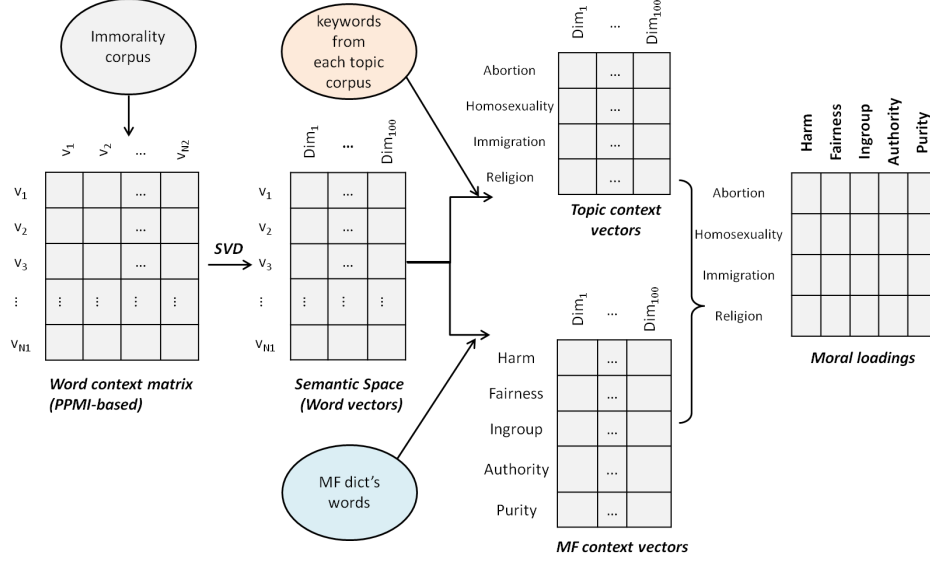 Immorality
corpus
v1 v2 ... vN2
v1 ...
v2 ...
v3 ...
⋮ ⋮ ⋮ ⋮ ⋮
vN1
Word context matrix
(PPMI-based)
SVD
Dim1 ... Dim100
v1 ...
v2 ...
v3 ...
⋮ ⋮ ⋮ ⋮
vN1
Semantic Space
(Word vectors)
keywords
from
each topic
corpus
MF dict's
words
Dim1 ... Dim100
Abortion ...
Homosexuality ...
Immigration ...
Religion ...
Topic context
vectors
Dim1 ... Dim100
Harm ...
Fairness ...
Ingroup ...
Authority ...
Purity ...
MF context vectors
Harm Fairness Ingroup Authority Purity
Abortion
Homosexuality
Immigration
Religion
Moral loadings